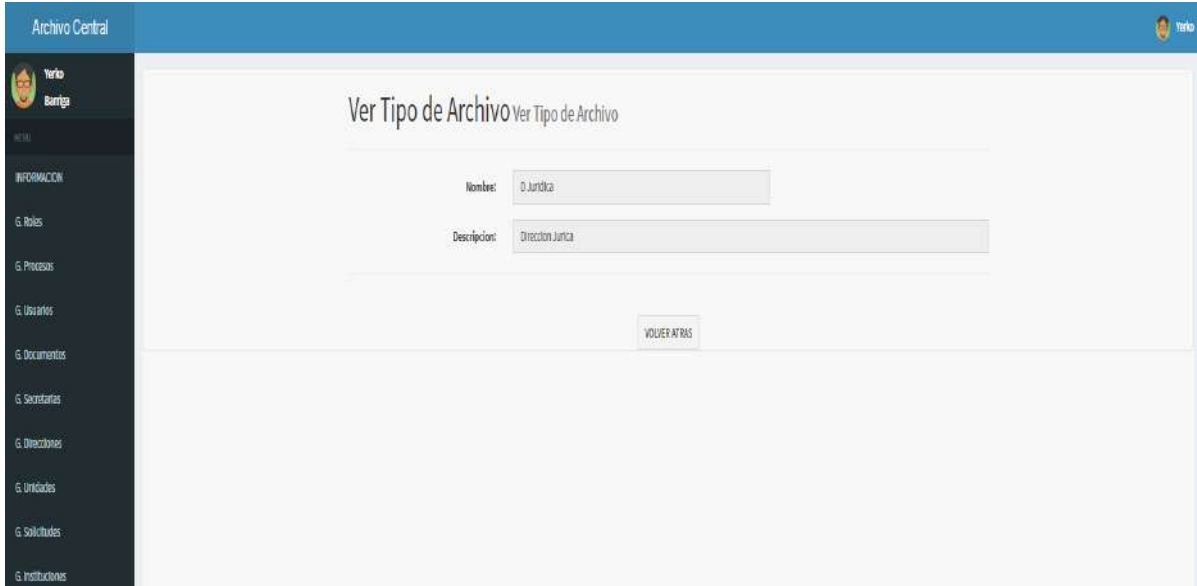 Archivo Central
Yerko
Yerko
Barriga
MENU
INFORMACION
G. Roles
G. Procesos
G. Usuarios
G. Documentos
G. Secretarias
G. Direcciones
G. Unidades
G. Solicitudes
G. Instituciones
Ver Tipo de Archivo Ver Tipo de Archivo
Nombre: D Juridica
Descripcion: Direccion Jurica
VOLVER ATRAS